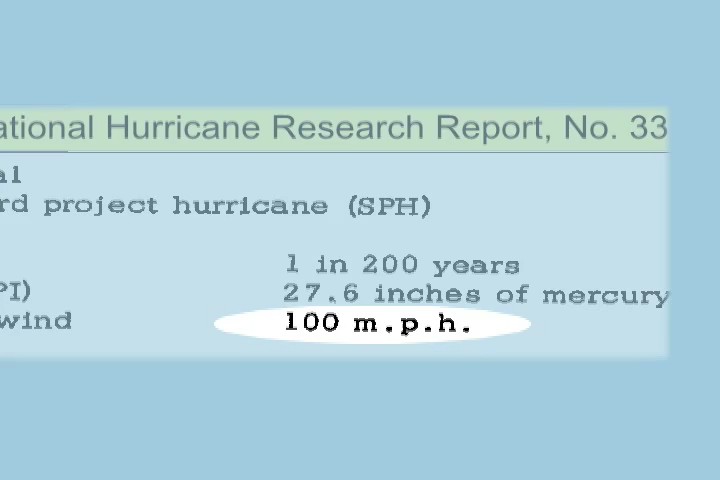 ational Hurricane Research Report, No. 33
al
rd project hurricane (SPH)
1 in 200 years
PI) 27.6 inches of mercury
wind 100 m.p.h.